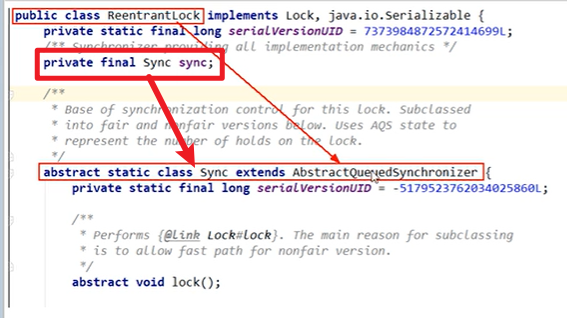 public class ReentrantLock implements Lock, java.io.Serializable {
private static final long serialVersionUID = 7373984872572414699L;
/** Synchronizer providing all implementation mechanics */
private final Sync sync;
/**
* Base of synchronization control for this lock. Subclassed
* into fair and nonfair versions below. Uses AQS state to
* represent the number of holds on the lock.
*/
abstract static class Sync extends AbstractQueuedSynchronizer {
private static final long serialVersionUID = -5179523762034025860L;
/**
* Performs {@link Lock#lock}. The main reason for subclassing
* is to allow fast path for nonfair version.
*/
abstract void lock();